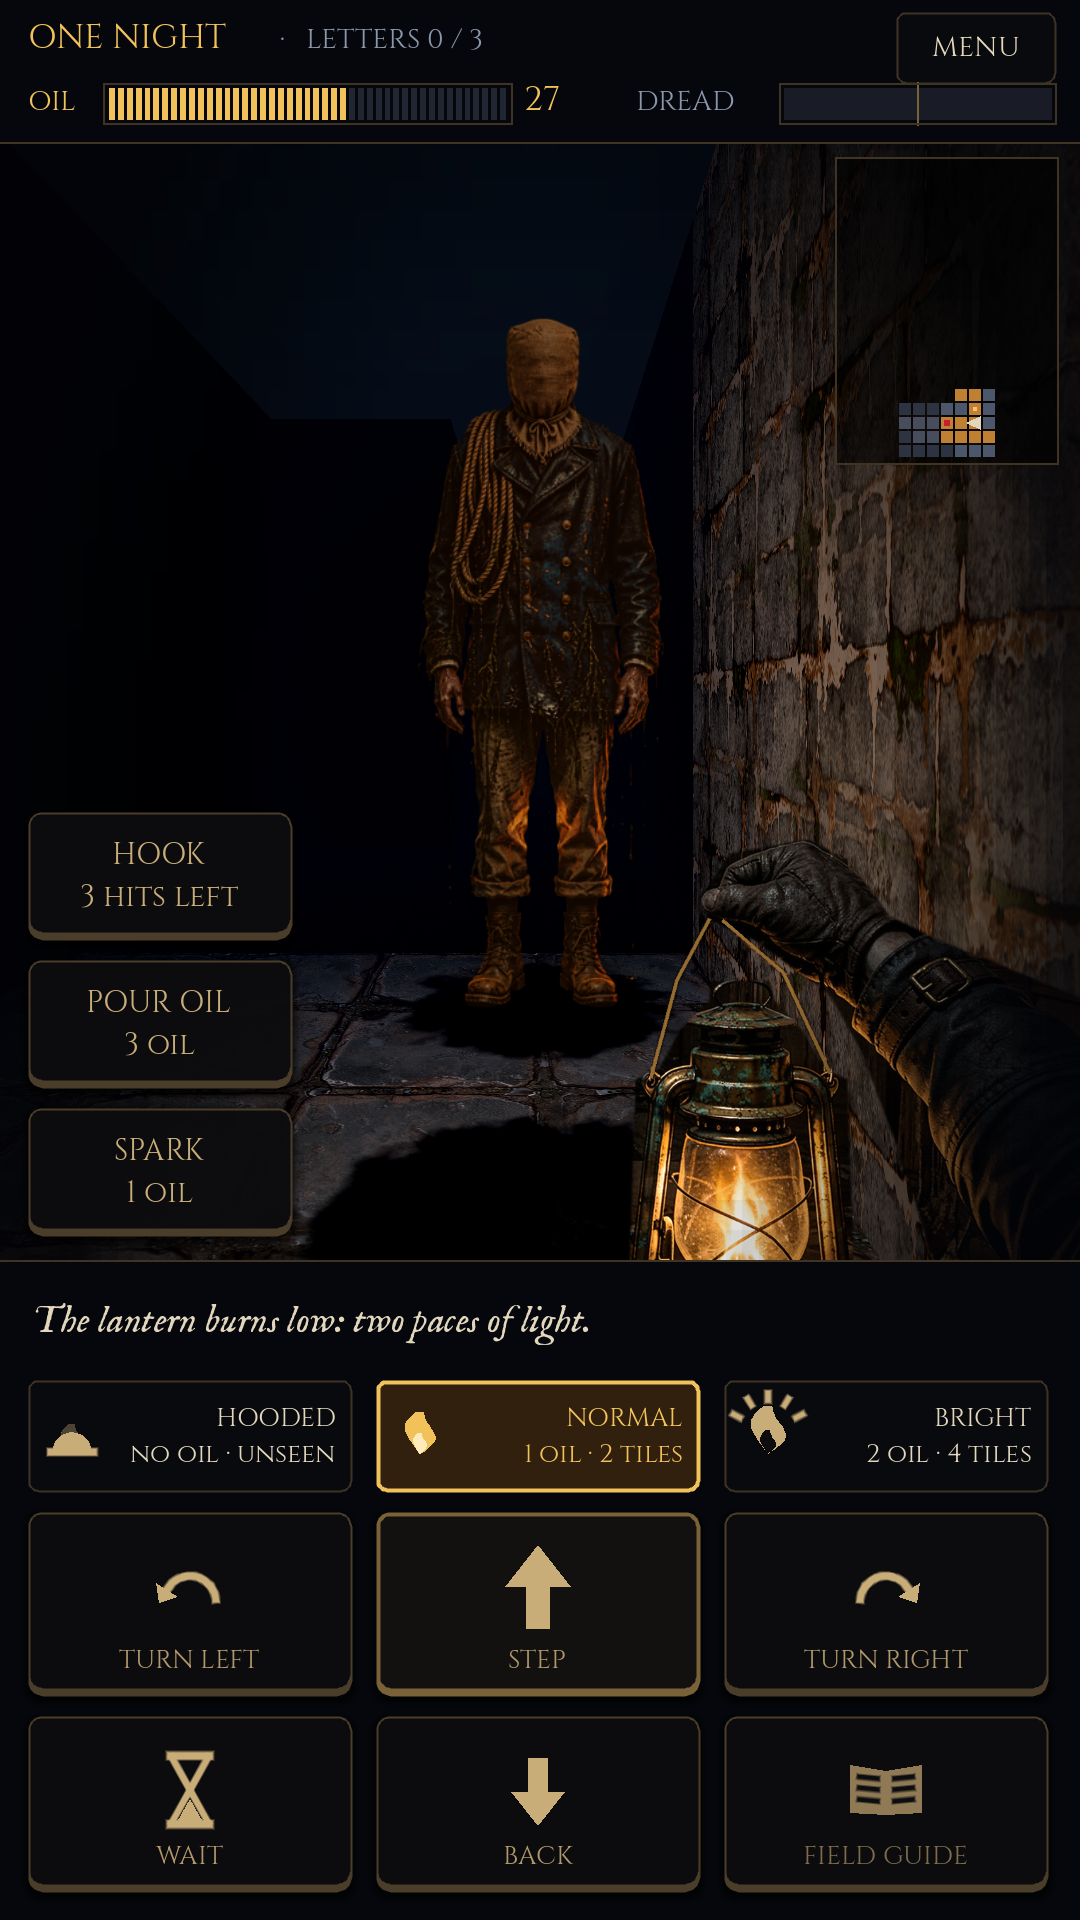 ONE NIGHT · LETTERS 0 / 3
MENU
OIL 27 DREAD
HOOK
3 HITS LEFT
POUR OIL
3 OIL
SPARK
1 OIL
The lantern burns low: two paces of light.
HOODED
NO OIL · UNSEEN
NORMAL
1 OIL · 2 TILES
BRIGHT
2 OIL · 4 TILES
TURN LEFT
STEP
TURN RIGHT
WAIT
BACK
FIELD GUIDE